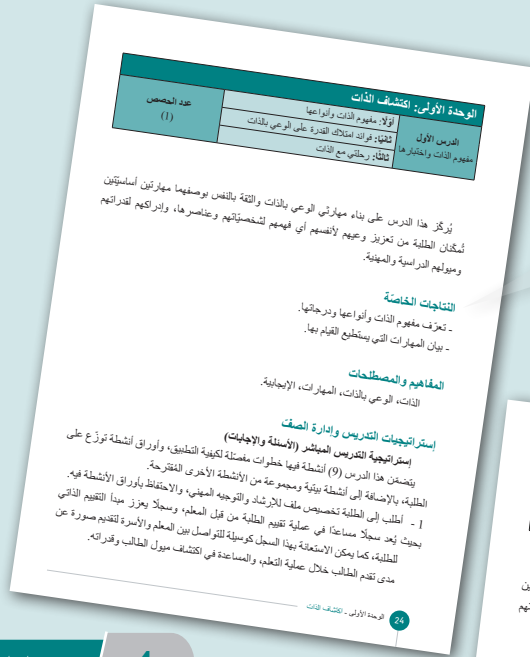 الوحدة الأولى: اكتشاف الذات
الدرس الأول
مفهوم الذات واختبارها
أوّلًا: مفهوم الذات وأنواعها
ثانيًا: فوائد امتلاك القدرة على الوعي بالذات
ثالثًا: رحلتي مع الذات
عدد الحصص
(1)
يُركّز هذا الدرس على بناء مهارتَي الوعي بالذات والثقة بالنفس بوصفهما مهارتين أساسيّتين
تُمكّنان الطلبة من تعزيز وعيهم لأنفسهم أي فهمهم لشخصيّاتهم وعناصرها، وإدراكهم لقدراتهم
وميولهم الدراسية والمهنية.
النتاجات الخاصّة
- تعرّف مفهوم الذات وأنواعها ودرجاتها.
- بيان المهارات التي يستطيع القيام بها.
المفاهيم والمصطلحات
الذات، الوعي بالذات، المهارات، الإيجابية.
إستراتيجيات التدريس وإدارة الصفّ
إستراتيجية التدريس المباشر (الأسئلة والإجابات)
يتضمّن هذا الدرس (9) أنشطة فيها خطوات مفصّلة لكيفية التطبيق، وأوراق أنشطة توزّع على
الطلبة، بالإضافة إلى أنشطة بيتية ومجموعة من الأنشطة الأخرى المُقترحة.
1 - أطلب إلى الطلبة تخصيص ملف للإرشاد والتوجيه المهني، والاحتفاظ بأوراق الأنشطة فيه.
بحيث يُعد سجلًا مساعدًا في عملية تقييم الطلبة من قبل المعلم، وسجلًا يعزز مبدأ التقييم الذاتي
للطلبة، كما يمكن الاستعانة بهذا السجل كوسيلة للتواصل بين المعلم والأسرة لتقديم صورة عن
مدى تقدم الطالب خلال عملية التعلم، والمساعدة في اكتشاف ميول الطالب وقدراته.
24 الوحدة الأولى - اكتشاف الذات